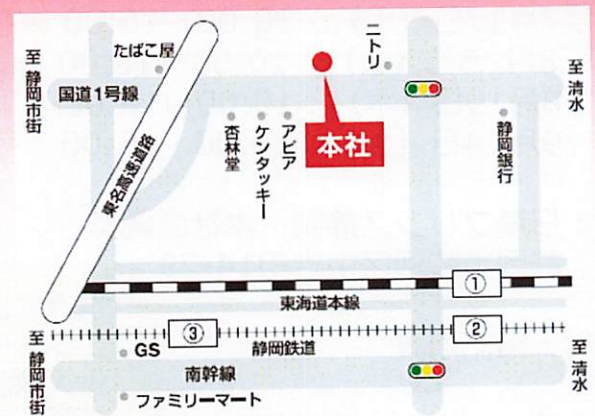 至 静岡市街
たばこ屋
国道1号線
東名高速道路
杏林堂
ケンタッキー
アピア
本社
ニトリ
至 清水
静岡銀行
①
東海道本線
至 静岡市街
③
②
静岡鉄道
至 清水
GS
南幹線
ファミリーマート